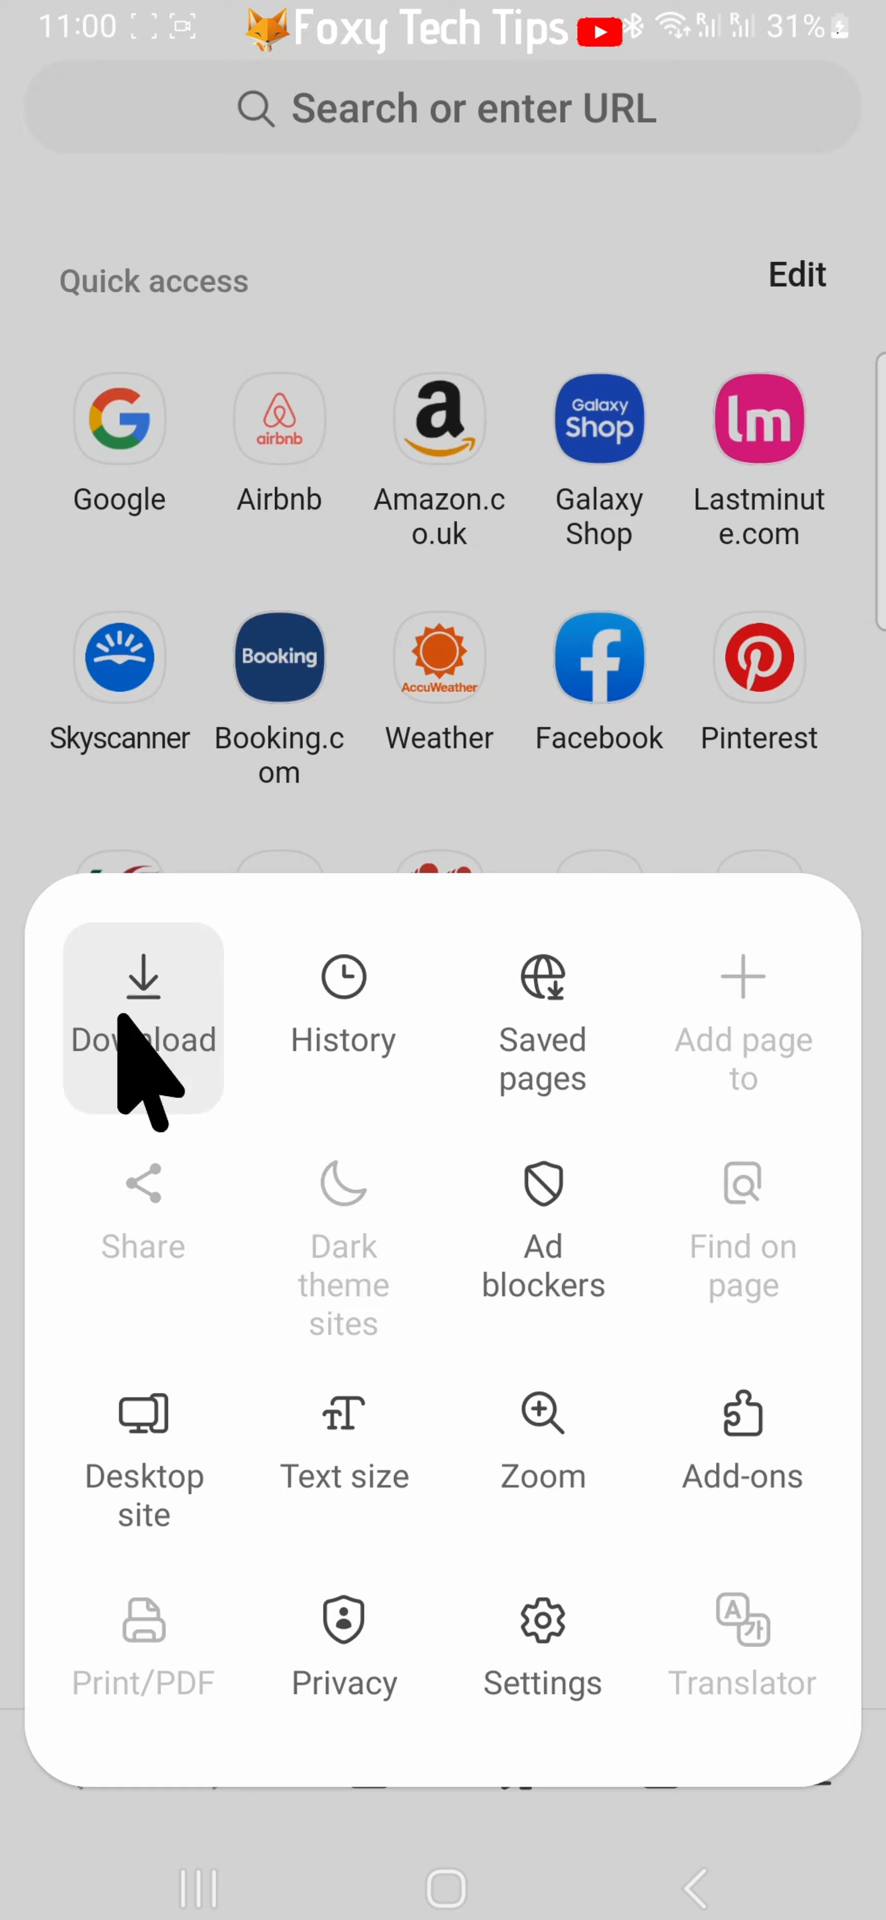 11:00 Foxy Tech Tips 31%
Search or enter URL
Quick access Edit
airbnb
a
Galaxy
Shop
lm
Google Airbnb Amazon.c
o.uk Galaxy
Shop Lastminut
e.com
Booking
AccuWeather
Skyscanner Booking.c
om Weather Facebook Pinterest
History Saved
pages Add page
to
Share Dark
theme
sites Ad
blockers Find on
page
Desktop
site Text size Zoom Add-ons
Print/PDF Privacy Settings Translator